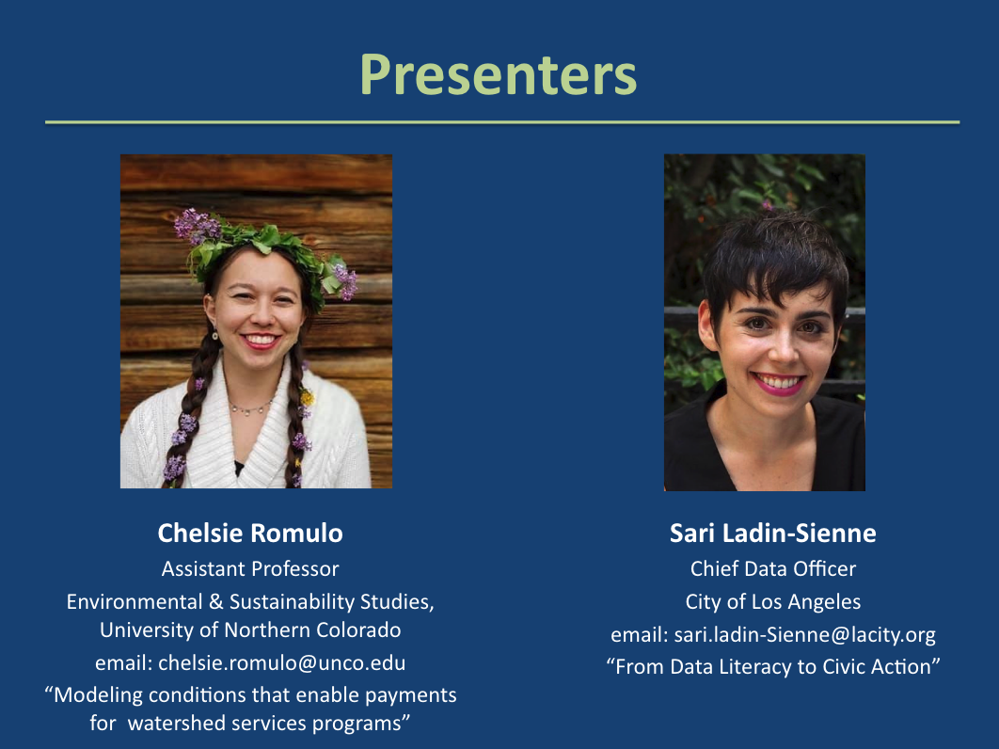 Presenters
Chelsie Romulo
Assistant Professor
Environmental & Sustainability Studies,
University of Northern Colorado
email: chelsie.romulo@unco.edu
“Modeling conditions that enable payments
for  watershed services programs”
Sari Ladin-Sienne
Chief Data Officer
City of Los Angeles
email: sari.ladin-Sienne@lacity.org
“From Data Literacy to Civic Action”